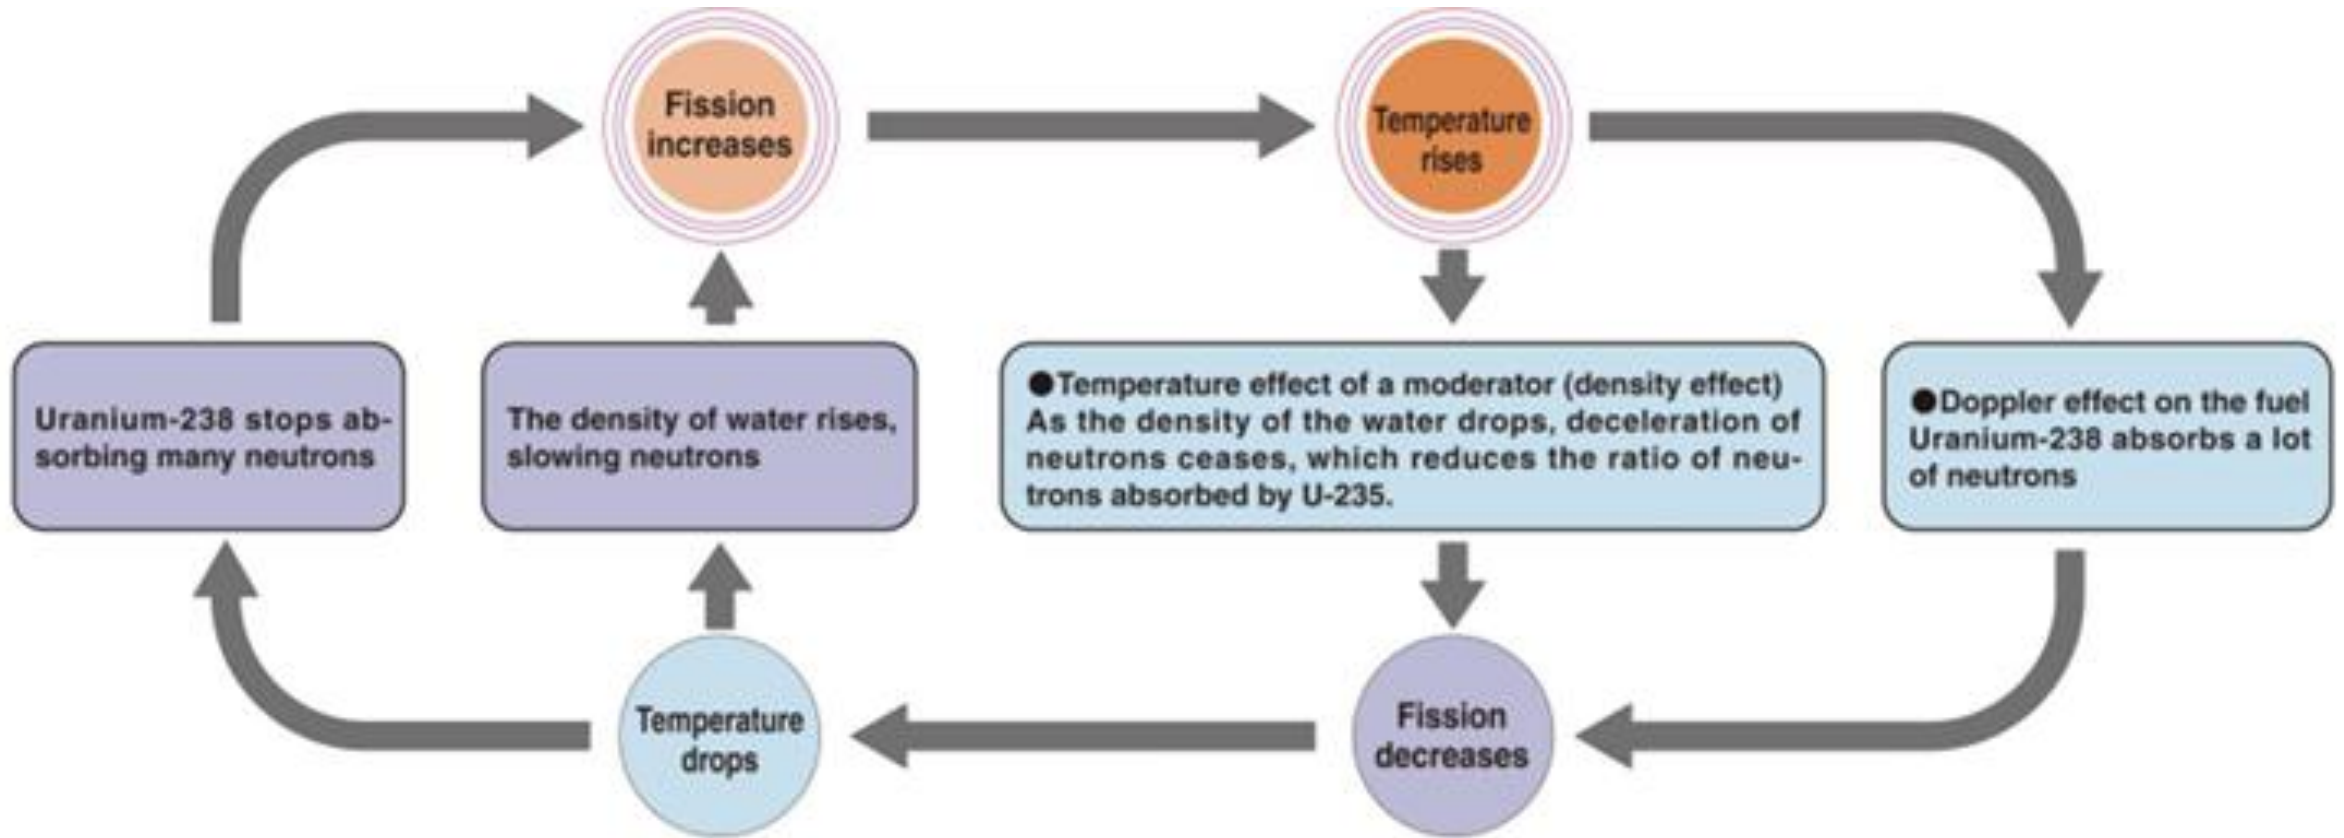 Fission
increases
Temperature
rises
Uranium-238 stops ab-
sorbing many neutrons
The density of water rises,
slowing neutrons
●Temperature effect of a moderator (density effect)
As the density of the water drops, deceleration of
neutrons ceases, which reduces the ratio of neu-
trons absorbed by U-235.
●Doppler effect on the fuel
Uranium-238 absorbs a lot
of neutrons
Temperature
drops
Fission
decreases